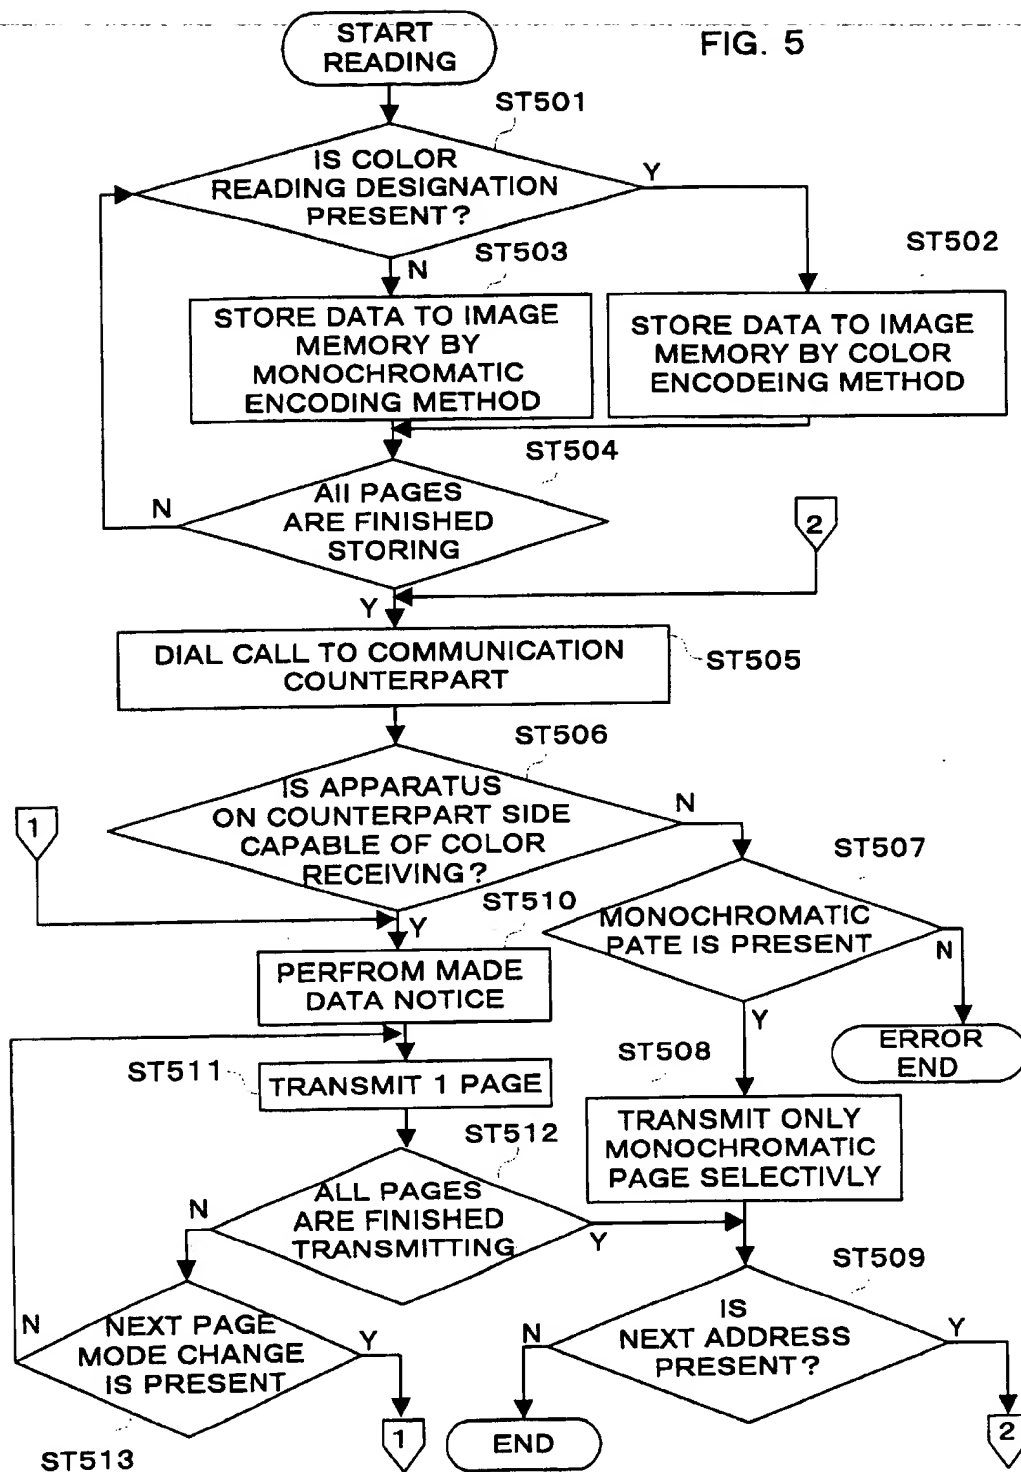 START
READING
FIG. 5
ST501
IS COLOR
READING DESIGNATION
PRESENT?
Y
N
ST503
ST502
STORE DATA TO IMAGE
MEMORY BY
MONOCHROMATIC
ENCODING METHOD
STORE DATA TO IMAGE
MEMORY BY COLOR
ENCODEING METHOD
ST504
All PAGES
ARE FINISHED
STORING
N
Y
2
DIAL CALL TO COMMUNICATION
COUNTERPART
ST505
ST506
IS APPARATUS
ON COUNTERPART SIDE
CAPABLE OF COLOR
RECEIVING?
N
Y
1
ST507
MONOCHROMATIC
PATE IS PRESENT
N
Y
ERROR
END
ST510
PERFROM MADE
DATA NOTICE
ST511
TRANSMIT 1 PAGE
ST508
TRANSMIT ONLY
MONOCHROMATIC
PAGE SELECTIVLY
ST512
ALL PAGES
ARE FINISHED
TRANSMITTING
N
Y
ST509
IS
NEXT ADDRESS
PRESENT?
N
Y
NEXT PAGE
MODE CHANGE
IS PRESENT
N
Y
ST513
1
END
2